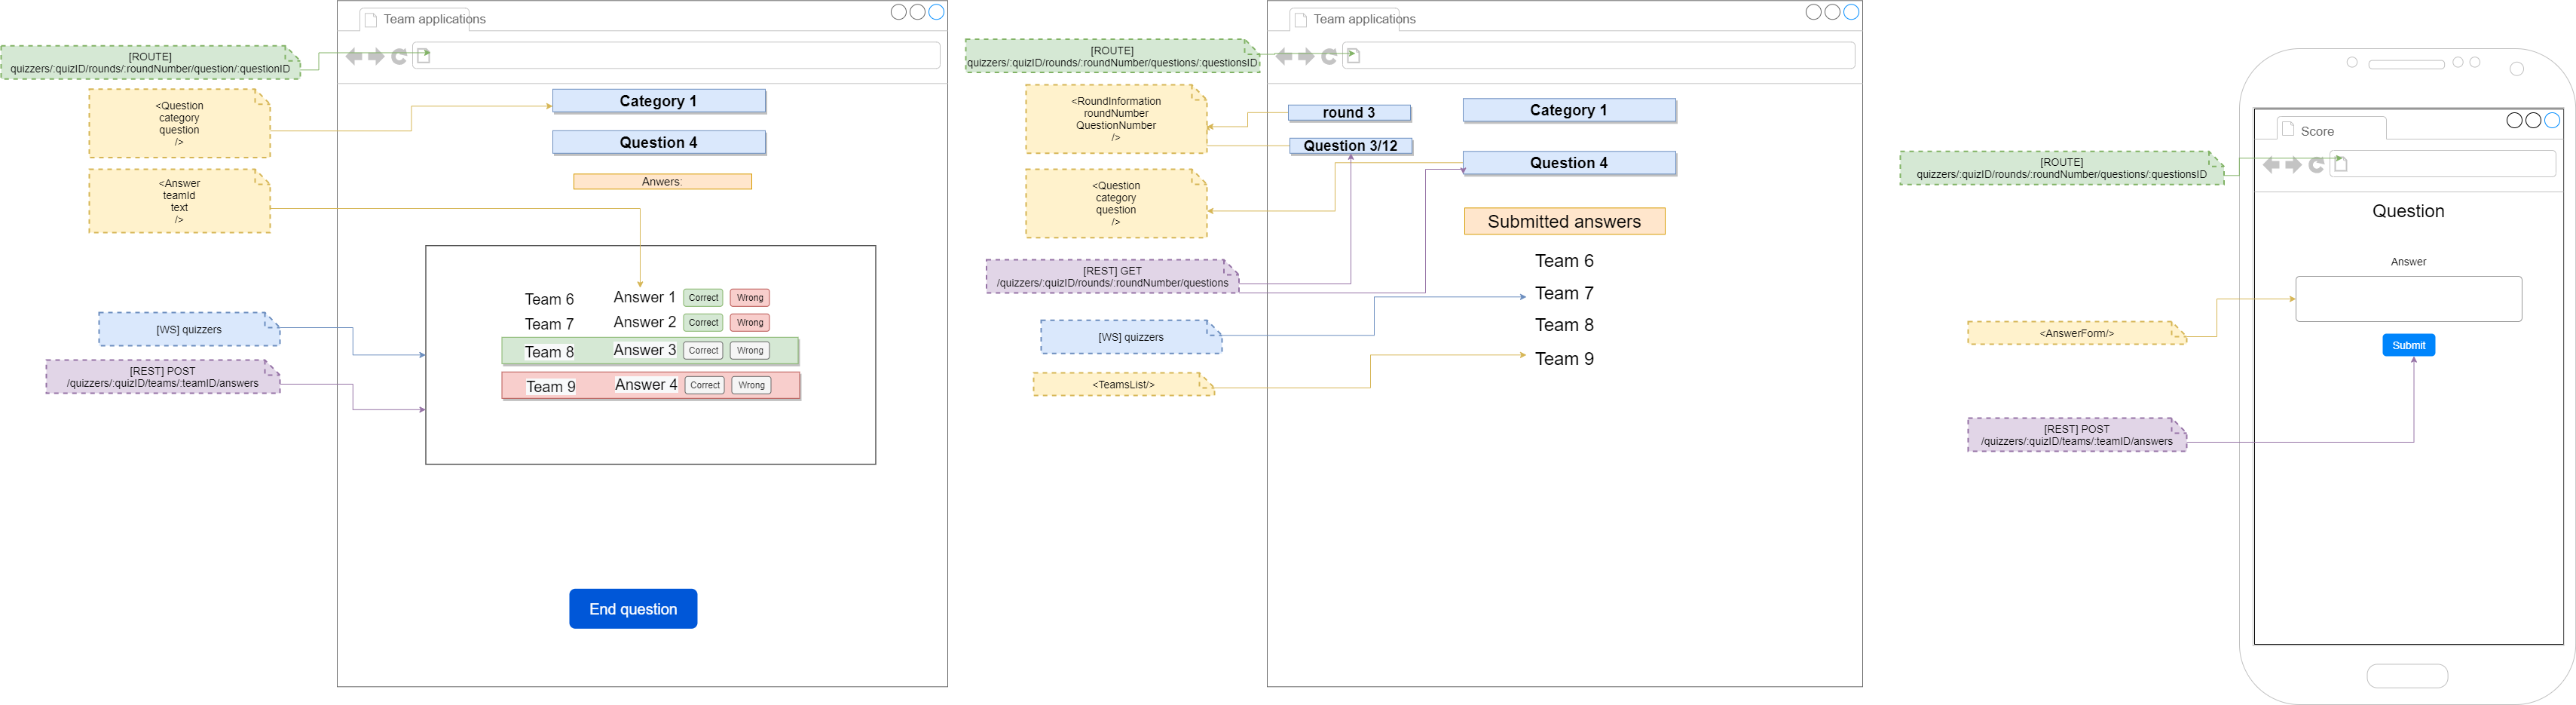 Team applications
[ROUTE]
quizzers/:quizID/rounds/:roundNumber/question/:questionID
<Question
category
question
/>
Category 1
Question 4
<Answer
teamId
text
/>
Anwers:
Team 6 Answer 1 Correct Wrong
Team 7 Answer 2 Correct Wrong
Team 8 Answer 3 Correct Wrong
Team 9 Answer 4 Correct Wrong
[WS] quizzers
[REST] POST
/quizzers/:quizID/teams/:teamID/answers
End question
Team applications
[ROUTE]
quizzers/:quizID/rounds/:roundNumber/questions/:questionsID
<RoundInformation
roundNumber
QuestionNumber
/>
round 3
Category 1
Question 3/12
Question 4
<Question
category
question
/>
Submitted answers
[REST] GET
/quizzers/:quizID/rounds/:roundNumber/questions
Team 6
Team 7
Team 8
Team 9
[WS] quizzers
<TeamsList/>
Score
[ROUTE]
quizzers/:quizID/rounds/:roundNumber/questions/:questionsID
Question
Answer
<AnswerForm/>
Submit
[REST] POST
/quizzers/:quizID/teams/:teamID/answers